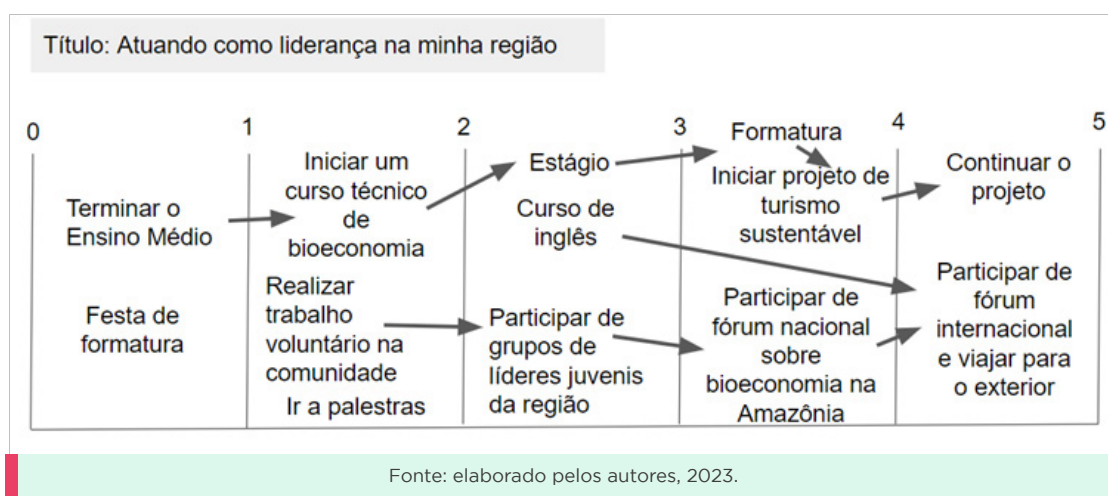 Título: Atuando como liderança na minha região
0
1
2
3
4
5
Terminar o
Ensino Médio
Festa de
formatura
Iniciar um
curso técnico
de
bioeconomia
Realizar
trabalho
voluntário na
comunidade
Ir a palestras
Estágio
Curso de
inglês
Participar de
grupos de
líderes juvenis
da região
Formatura
Iniciar projeto de
turismo
sustentável
Participar de
fórum nacional
sobre
bioeconomia na
Amazônia
Continuar o
projeto
Participar de
fórum
internacional
e viajar para
o exterior
Fonte: elaborado pelos autores, 2023.